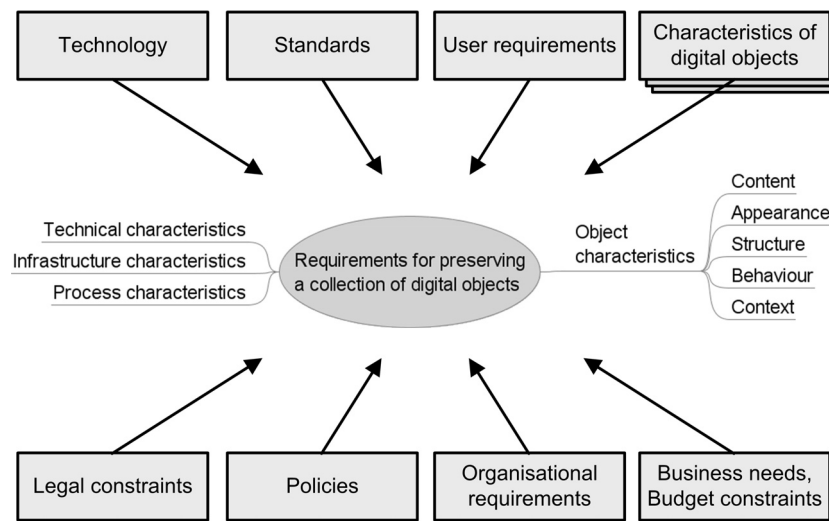 Technology
Standards
User requirements
Characteristics of
digital objects
Technical characteristics
Infrastructure characteristics
Process characteristics
Requirements for preserving
a collection of digital objects
Object
characteristics
Content
Appearance
Structure
Behaviour
Context
Legal constraints
Policies
Organisational
requirements
Business needs,
Budget constraints